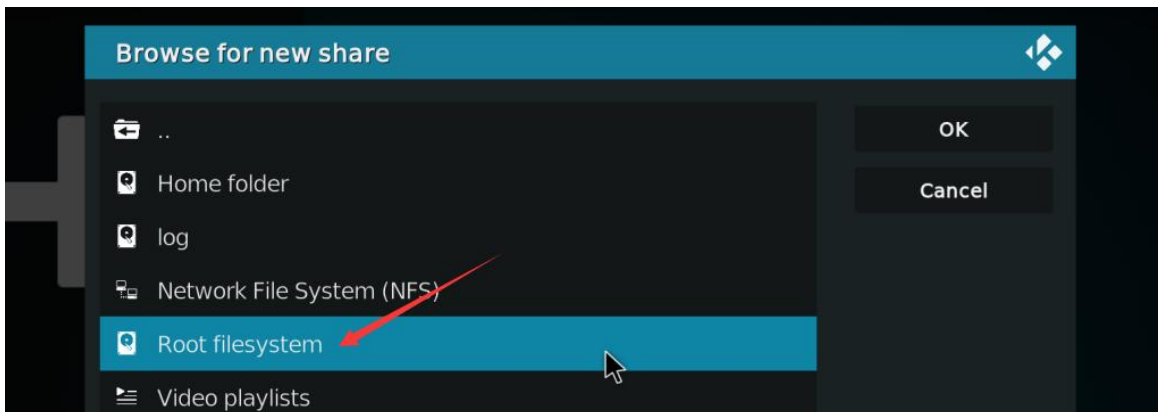 Browse for new share
..
OK
Home folder
Cancel
log
Network File System (NFS)
Root filesystem
Video playlists